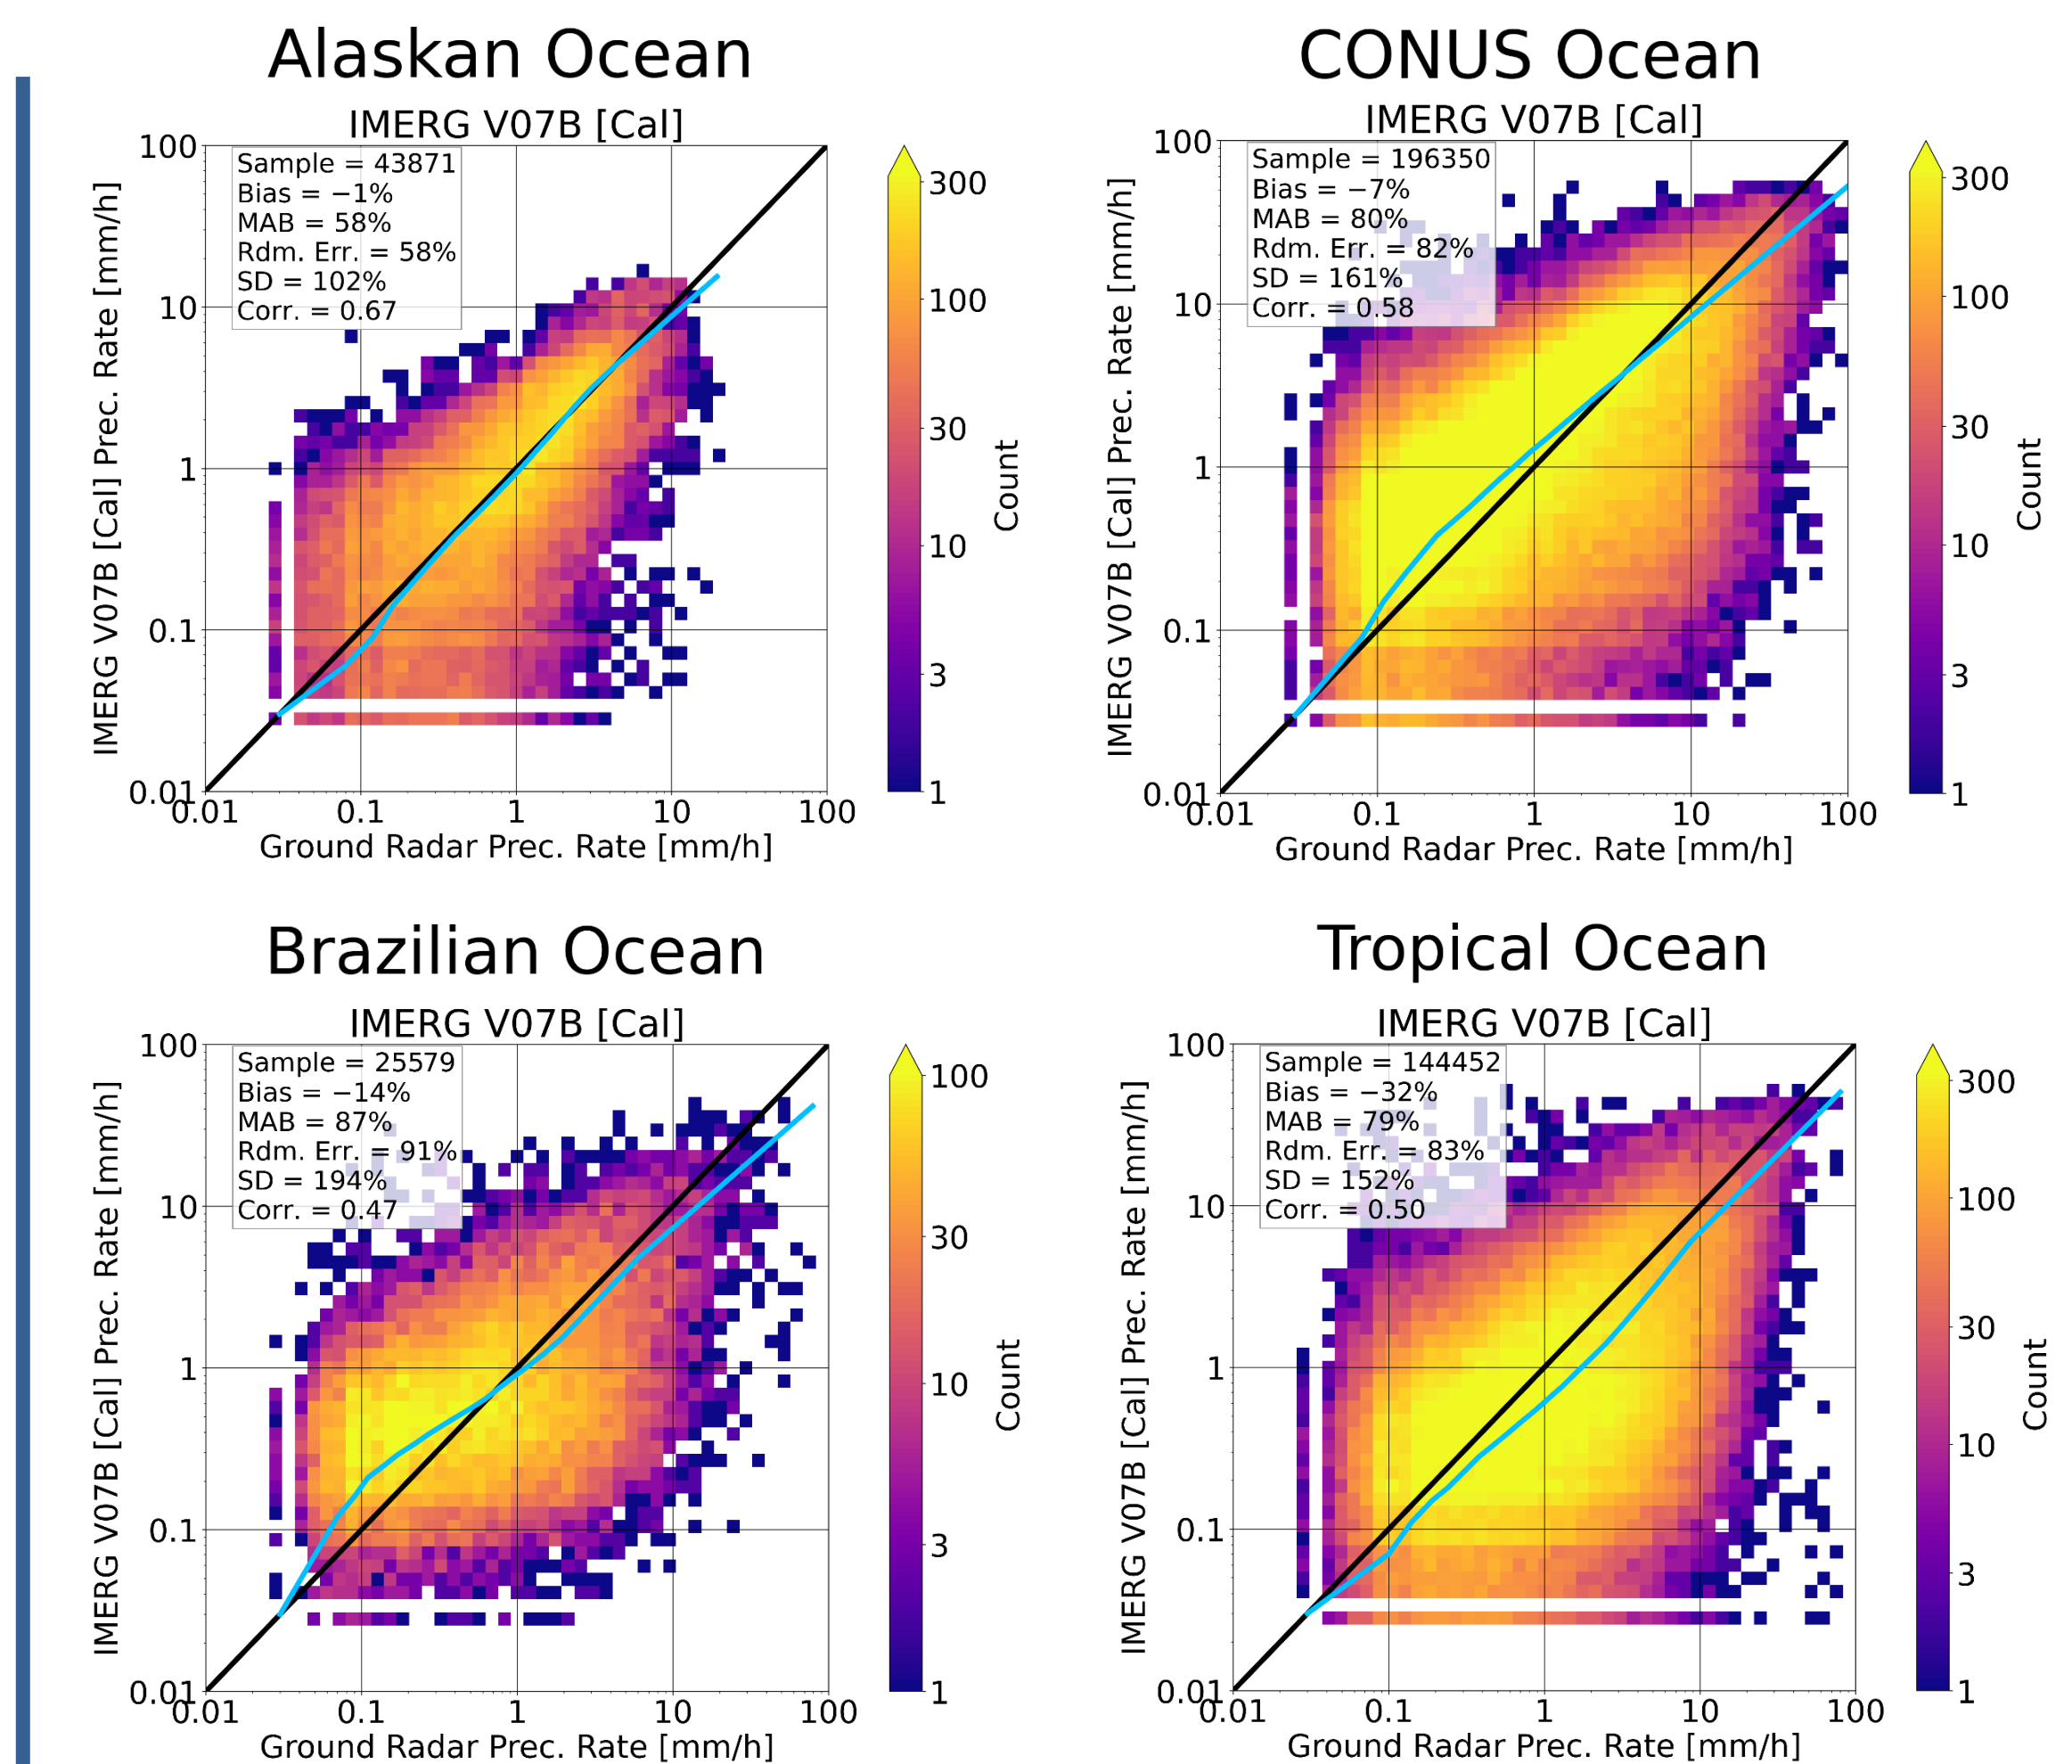 Alaskan Ocean
IMERG V07B [Cal]
Sample = 43871
Bias = −1%
MAB = 58%
Rdm. Err. = 58%
SD = 102%
Corr. = 0.67
100
10
1
0.1
0.01
IMERG V07B [Cal] Prec. Rate [mm/h]
0.01
0.1
1
10
100
Ground Radar Prec. Rate [mm/h]
300
100
30
10
3
1
Count
CONUS Ocean
IMERG V07B [Cal]
Sample = 196350
Bias = −7%
MAB = 80%
Rdm. Err. = 82%
SD = 161%
Corr. = 0.58
100
10
1
0.1
0.01
IMERG V07B [Cal] Prec. Rate [mm/h]
0.01
0.1
1
10
100
Ground Radar Prec. Rate [mm/h]
300
100
30
10
3
1
Count
Brazilian Ocean
IMERG V07B [Cal]
Sample = 25579
Bias = −14%
MAB = 87%
Rdm. Err. = 91%
SD = 194%
Corr. = 0.47
100
10
1
0.1
0.01
IMERG V07B [Cal] Prec. Rate [mm/h]
0.01
0.1
1
10
100
Ground Radar Prec. Rate [mm/h]
100
30
10
3
1
Count
Tropical Ocean
IMERG V07B [Cal]
Sample = 144452
Bias = −32%
MAB = 79%
Rdm. Err. = 83%
SD = 152%
Corr. = 0.50
100
10
1
0.1
0.01
IMERG V07B [Cal] Prec. Rate [mm/h]
0.01
0.1
1
10
100
Ground Radar Prec. Rate [mm/h]
300
100
30
10
3
1
Count